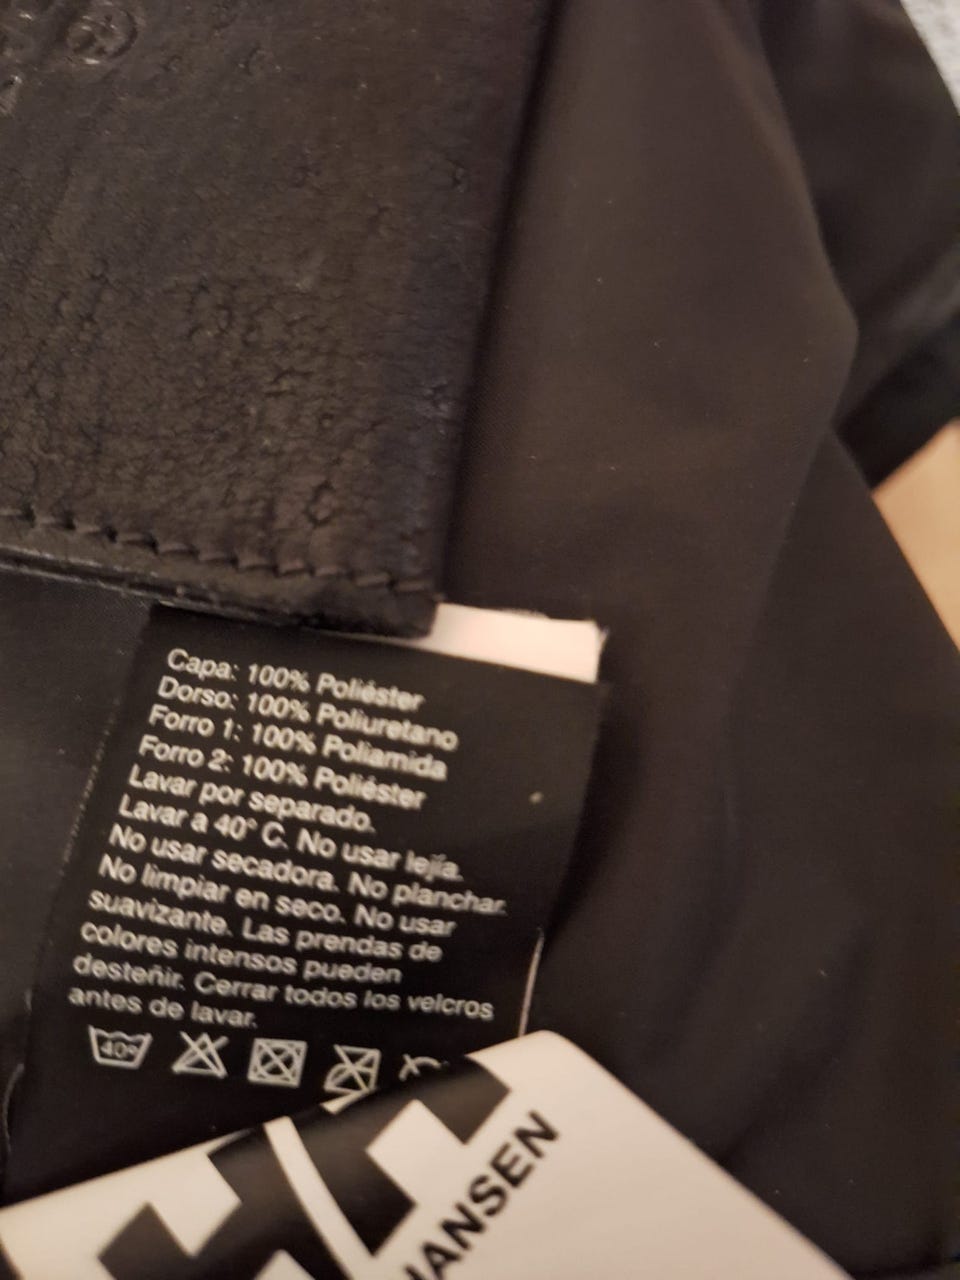 Capa: 100% Poliéster
Dorso: 100% Poliuretano
Forro 1: 100% Poliamida
Forro 2: 100% Poliéster
Lavar por separado.
Lavar a 40° C. No usar lejía.
No usar secadora. No planchar.
No limpiar en seco. No usar
suavizante. Las prendas de
colores intensos pueden
desteñir. Cerrar todos los velcros
antes de lavar.
40°
HANSEN